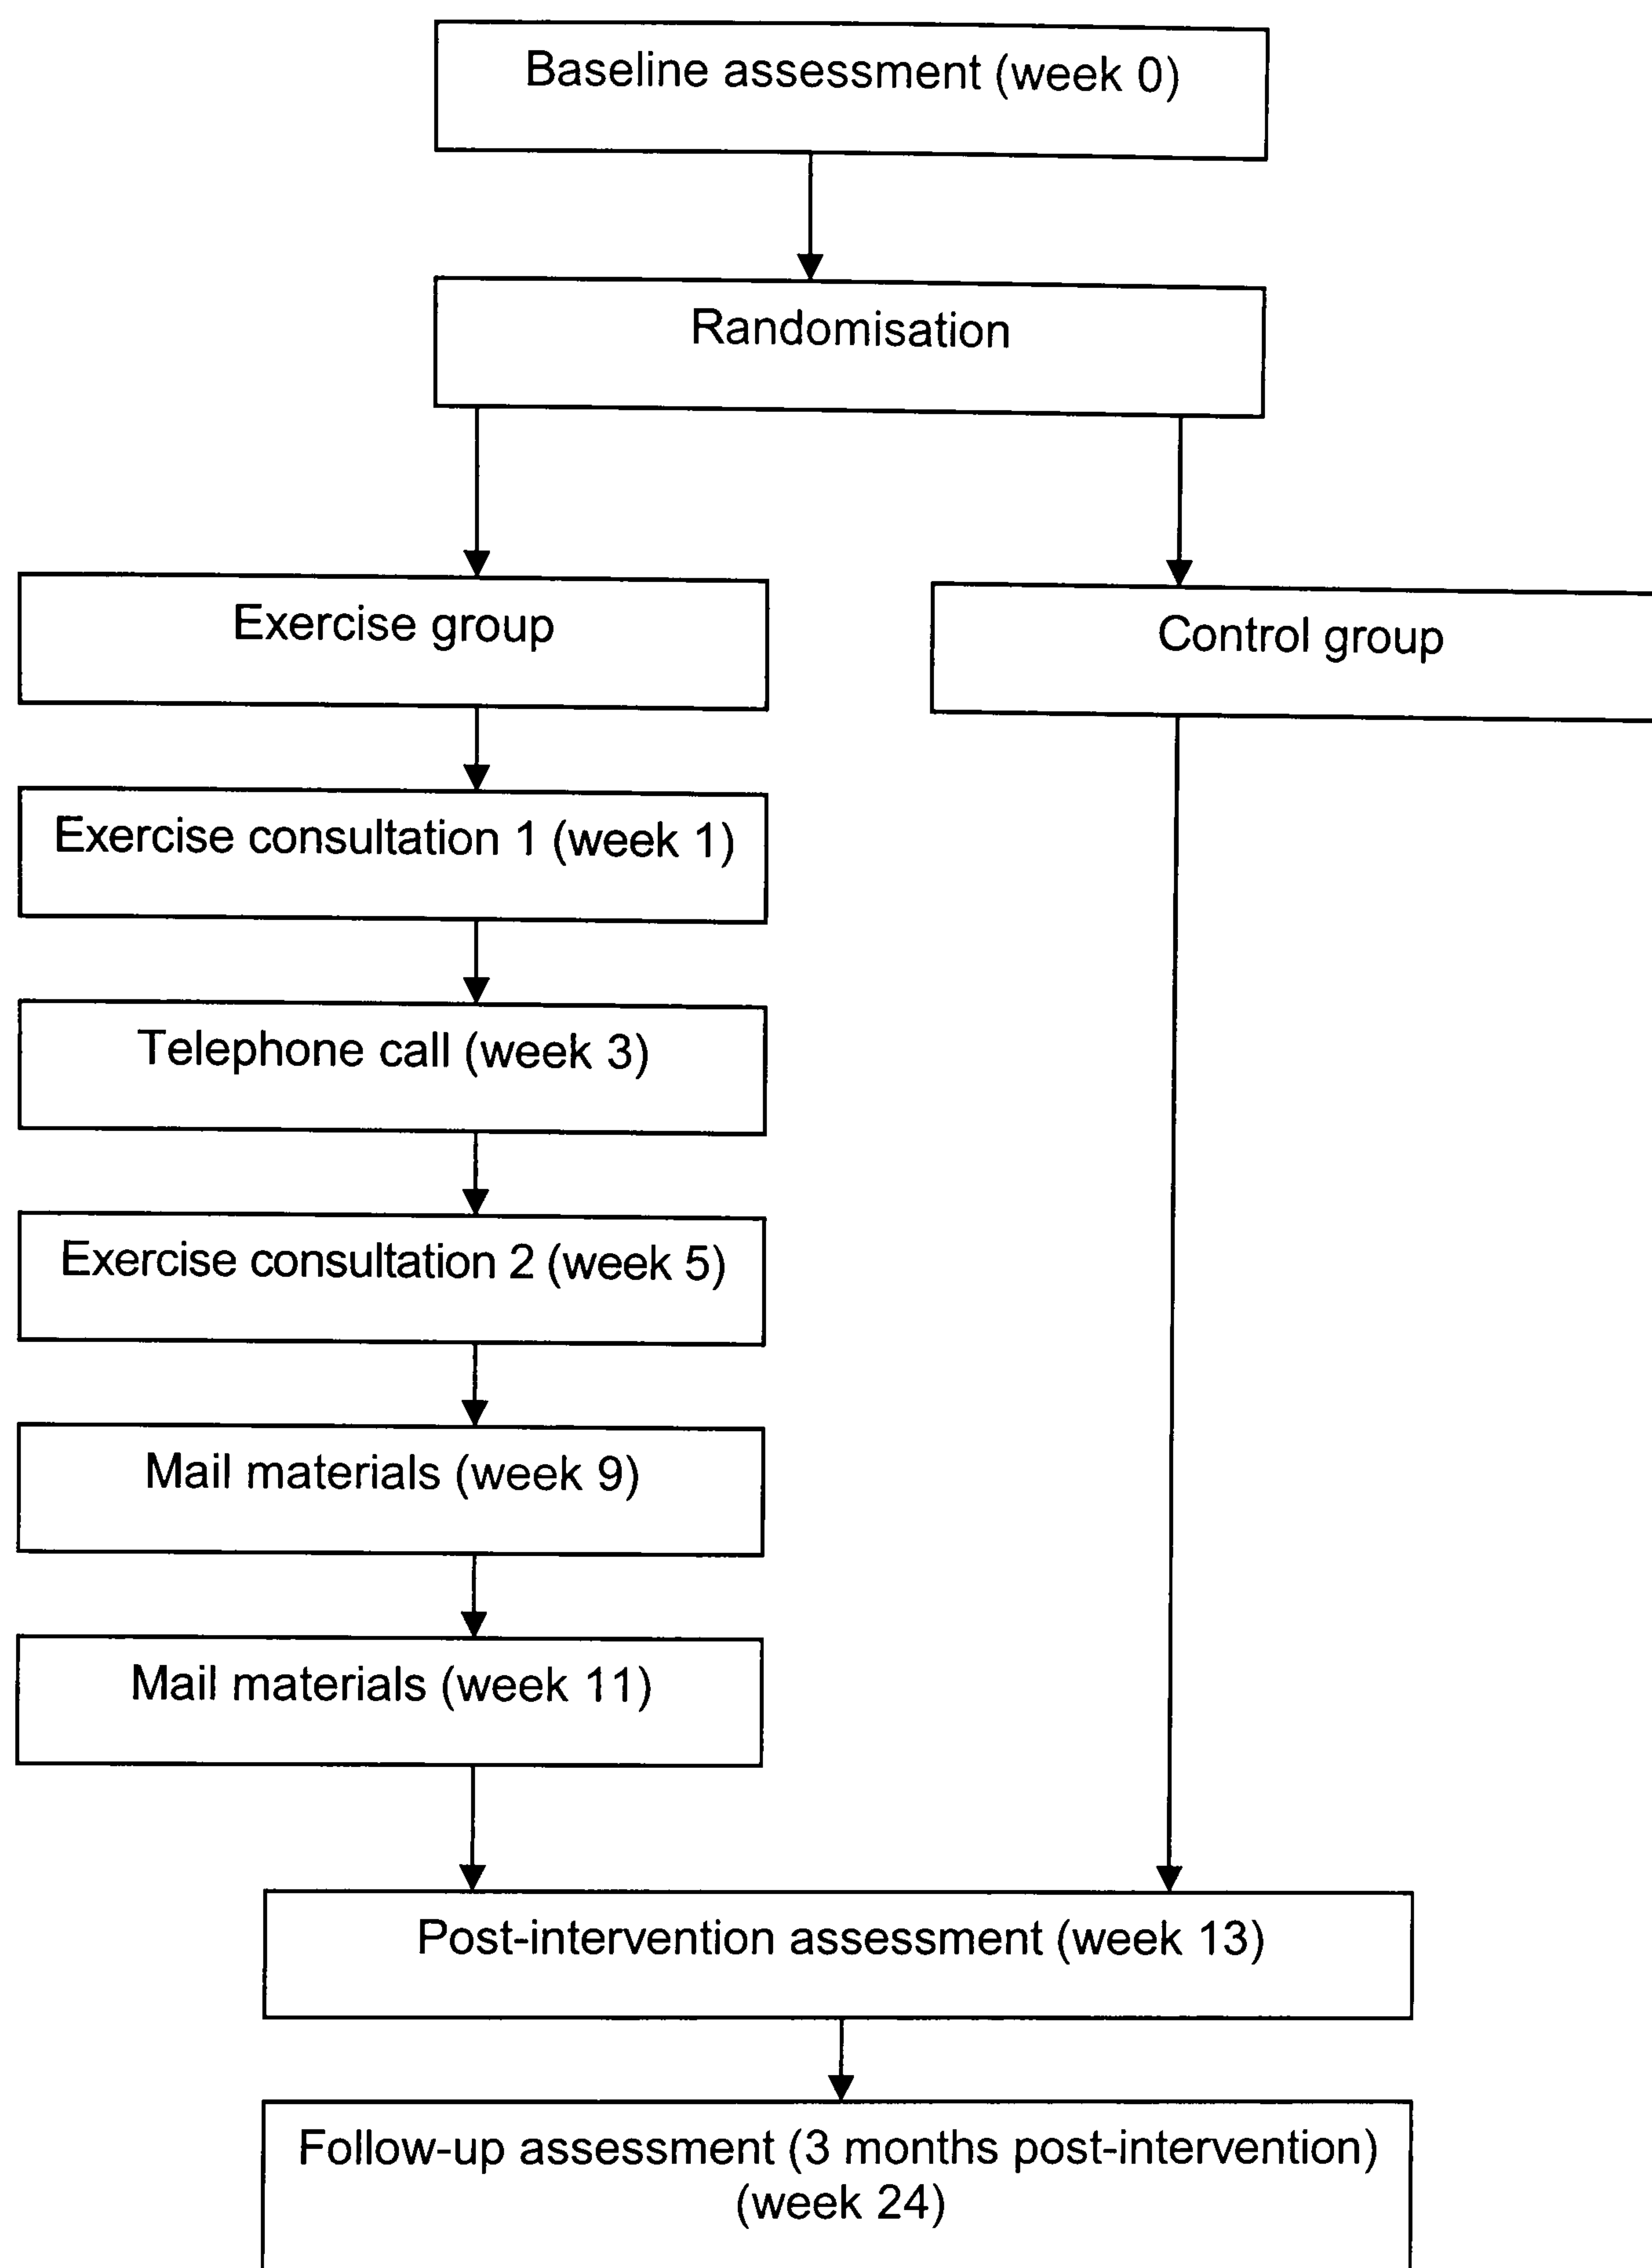 Baseline assessment (week 0)
Randomisation
Exercise group
Control group
Exercise consultation 1 (week 1)
Telephone call (week 3)
Exercise consultation 2 (week 5)
Mail materials (week 9)
Mail materials (week 11)
Post-intervention assessment (week 13)
Follow-up assessment (3 months post-intervention)
(week 24)